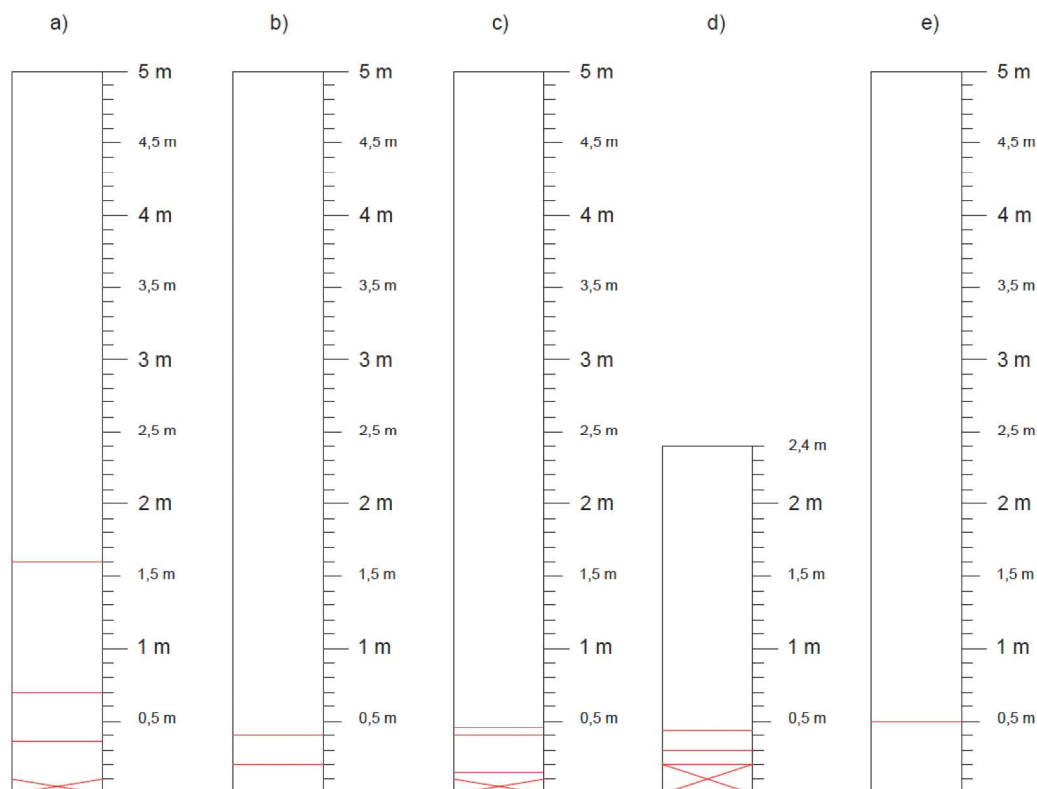 a) b) c) d) e)
5 m 5 m 5 m 5 m
4,5 m 4,5 m 4,5 m 4,5 m
4 m 4 m 4 m 4 m
3,5 m 3,5 m 3,5 m 3,5 m
3 m 3 m 3 m 3 m
2,5 m 2,5 m 2,5 m 2,5 m
2,4 m
2 m 2 m 2 m 2 m 2 m
1,5 m 1,5 m 1,5 m 1,5 m 1,5 m
1 m 1 m 1 m 1 m 1 m
0,5 m 0,5 m 0,5 m 0,5 m 0,5 m